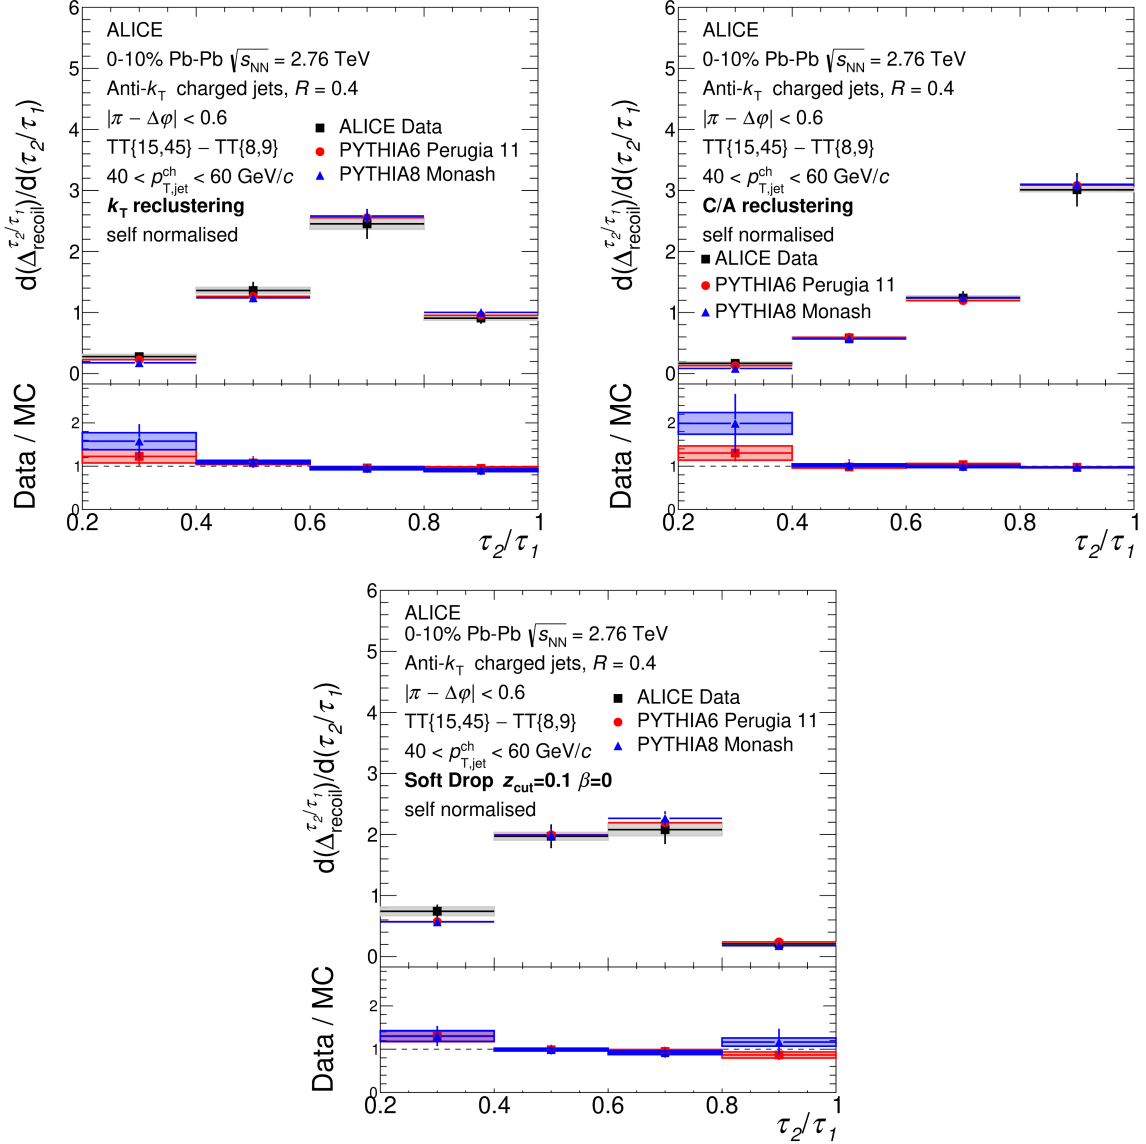 ALICE
0-10% Pb-Pb √sNN = 2.76 TeV
Anti-kT charged jets, R = 0.4
|π − Δφ| < 0.6
TT{15,45} − TT{8,9}
40 < p^ch_T,jet < 60 GeV/c
kT reclustering
self normalised
ALICE Data
PYTHIA6 Perugia 11
PYTHIA8 Monash
d(Δ^τ2/τ1_recoil)/d(τ2/τ1)
6
5
4
3
2
1
0
Data / MC
2
1
0
0.2 0.4 0.6 0.8 1
τ2/τ1
ALICE
0-10% Pb-Pb √sNN = 2.76 TeV
Anti-kT charged jets, R = 0.4
|π − Δφ| < 0.6
TT{15,45} − TT{8,9}
40 < p^ch_T,jet < 60 GeV/c
C/A reclustering
self normalised
ALICE Data
PYTHIA6 Perugia 11
PYTHIA8 Monash
d(Δ^τ2/τ1_recoil)/d(τ2/τ1)
6
5
4
3
2
1
0
Data / MC
2
1
0
0.2 0.4 0.6 0.8 1
τ2/τ1
ALICE
0-10% Pb-Pb √sNN = 2.76 TeV
Anti-kT charged jets, R = 0.4
|π − Δφ| < 0.6
TT{15,45} − TT{8,9}
40 < p^ch_T,jet < 60 GeV/c
Soft Drop zcut=0.1 β=0
self normalised
ALICE Data
PYTHIA6 Perugia 11
PYTHIA8 Monash
d(Δ^τ2/τ1_recoil)/d(τ2/τ1)
6
5
4
3
2
1
0
Data / MC
2
1
0
0.2 0.4 0.6 0.8 1
τ2/τ1